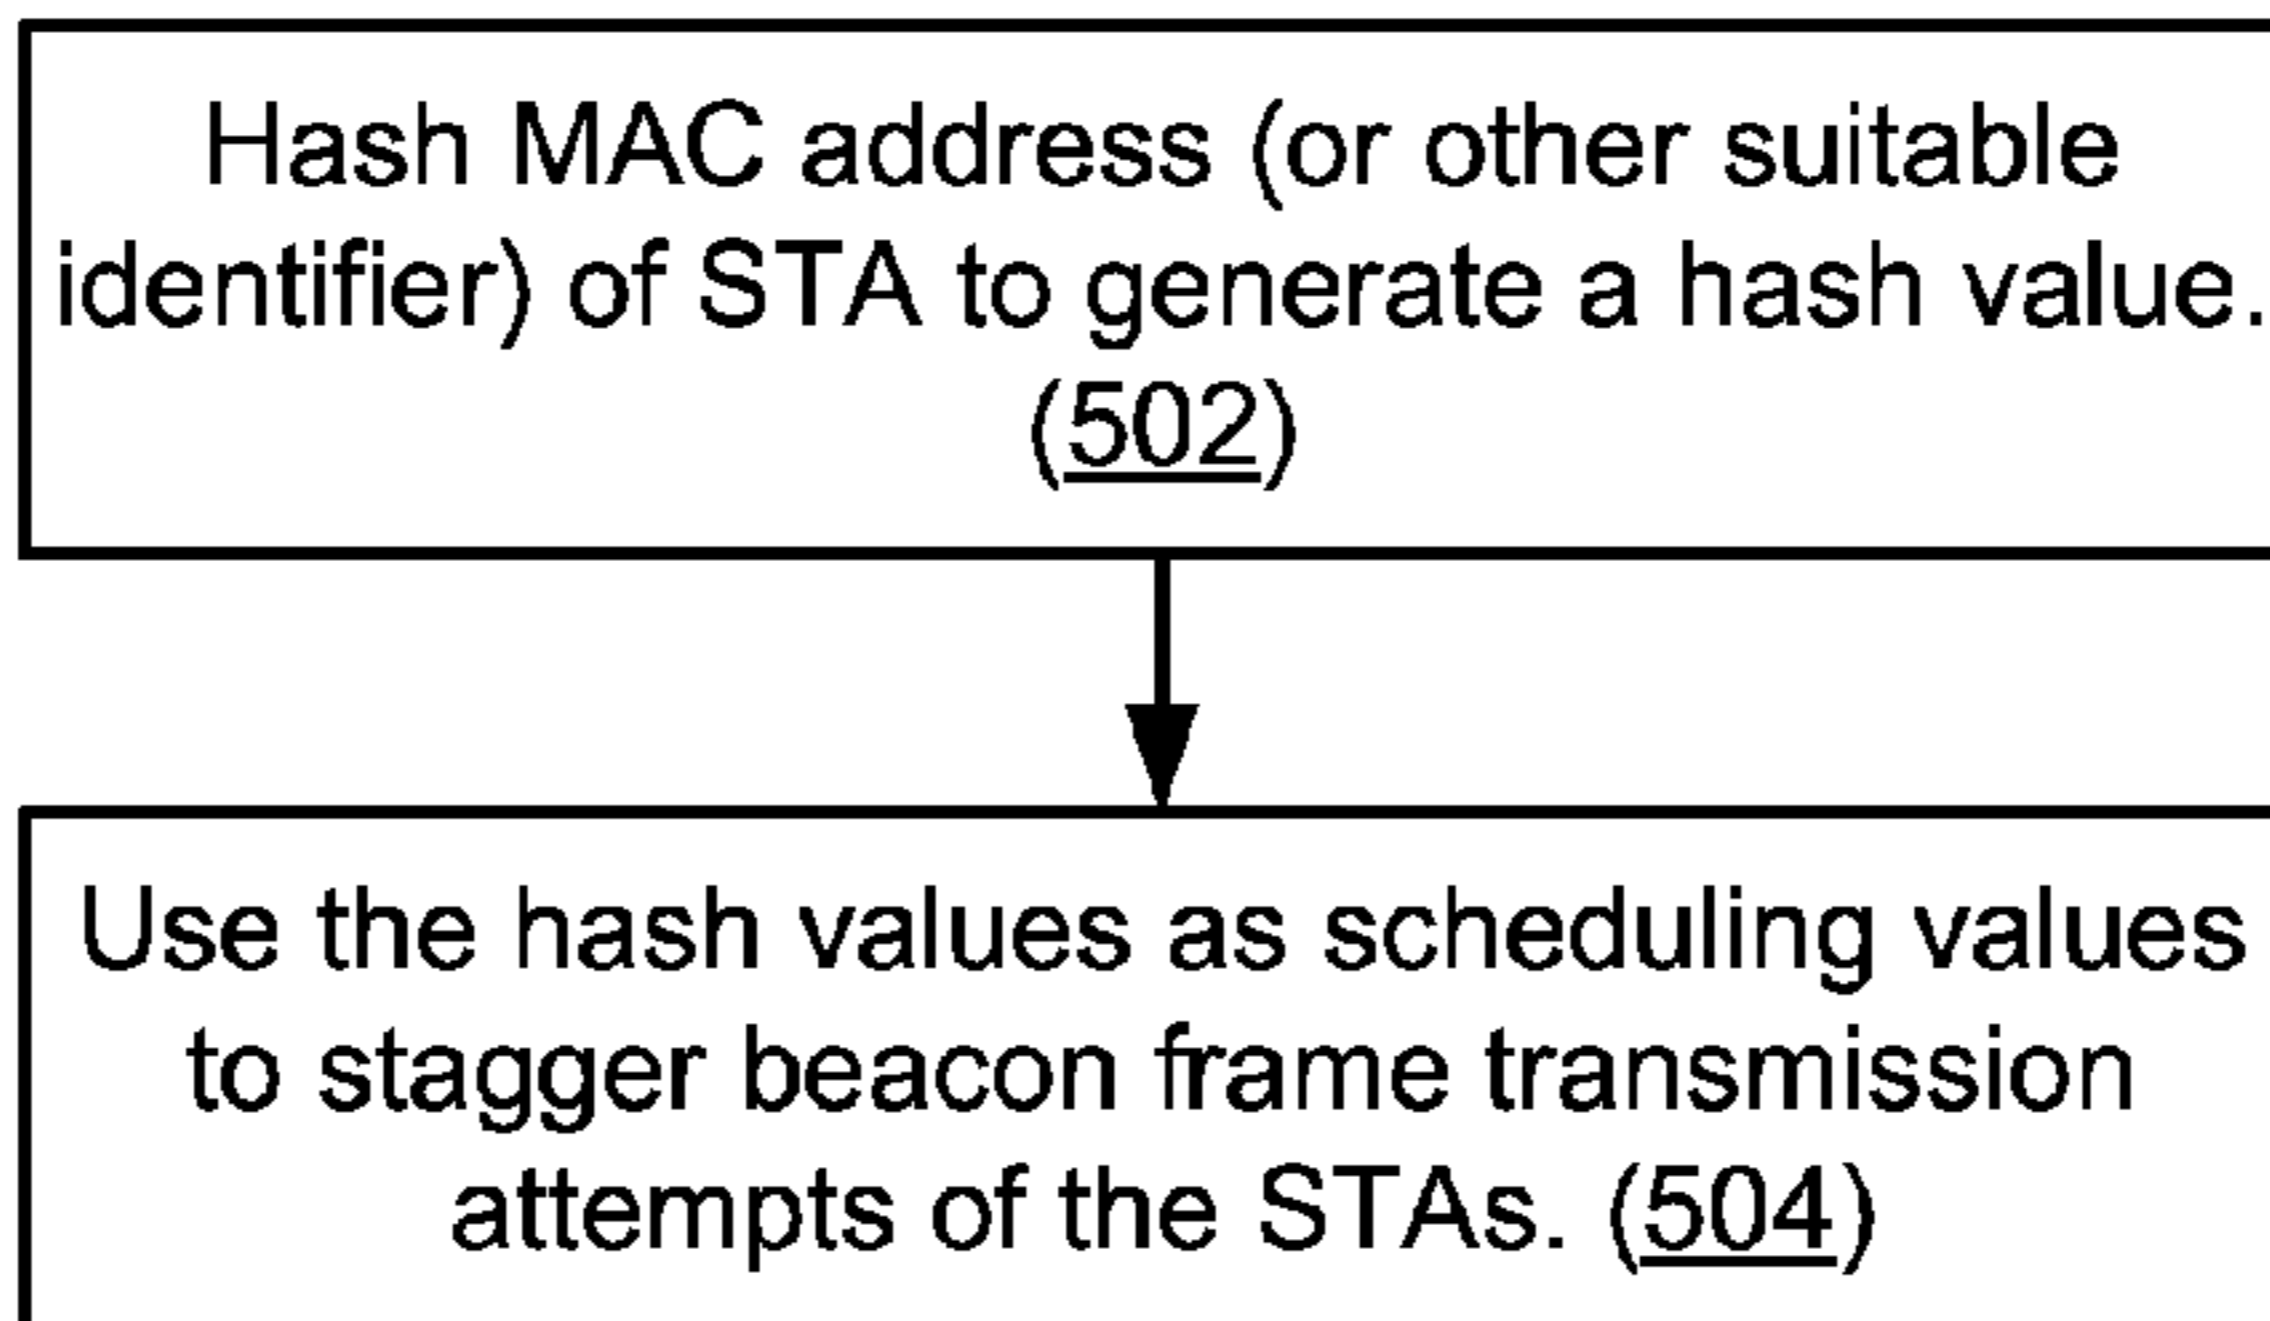 Hash MAC address (or other suitable
identifier) of STA to generate a hash value.
(502)
Use the hash values as scheduling values
to stagger beacon frame transmission
attempts of the STAs. (504)